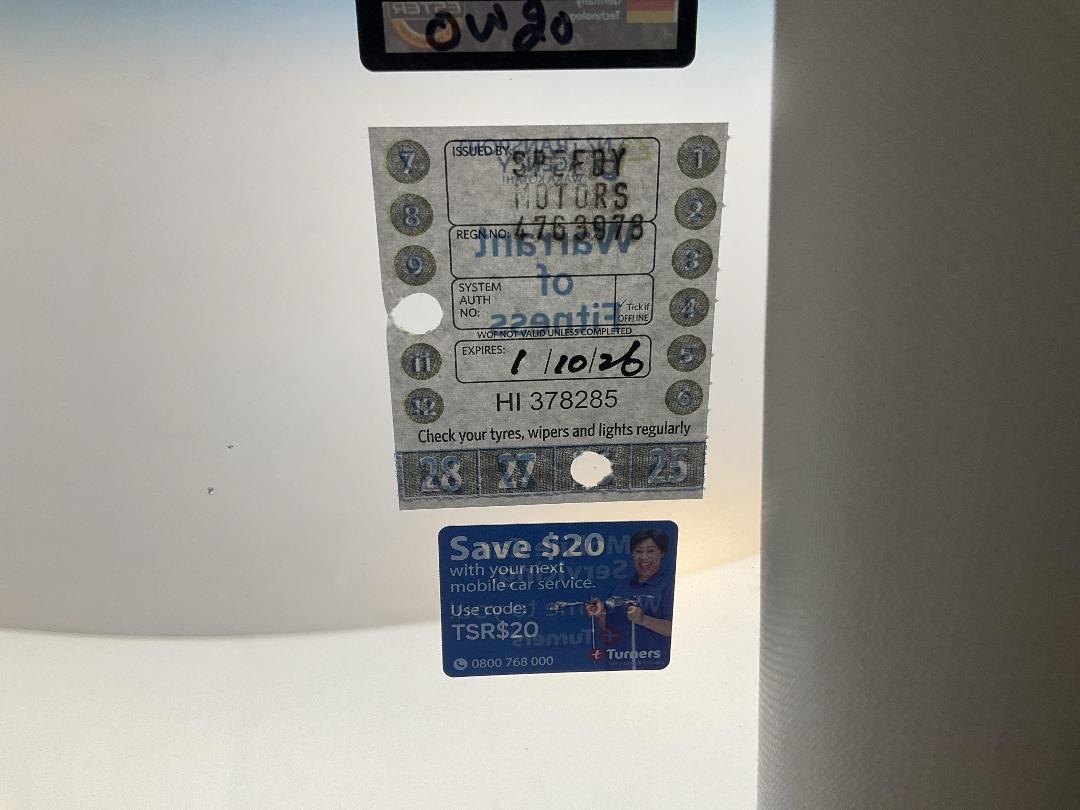 7
8
9
11
12
1
2
3
4
5
6
ISSUED BY:
SPEEDY
MOTORS
4763978
REGN NO:
Warrant
of
Fitness
SYSTEM
AUTH
NO:
✓ Tick if
OFFLINE
WOF NOT VALID UNLESS COMPLETED
EXPIRES: 1/10/26
HI 378285
Check your tyres, wipers and lights regularly
28 27 25
Save $20
with your next
mobile car service.
Use code:
TSR$20
0800 768 000
Turners